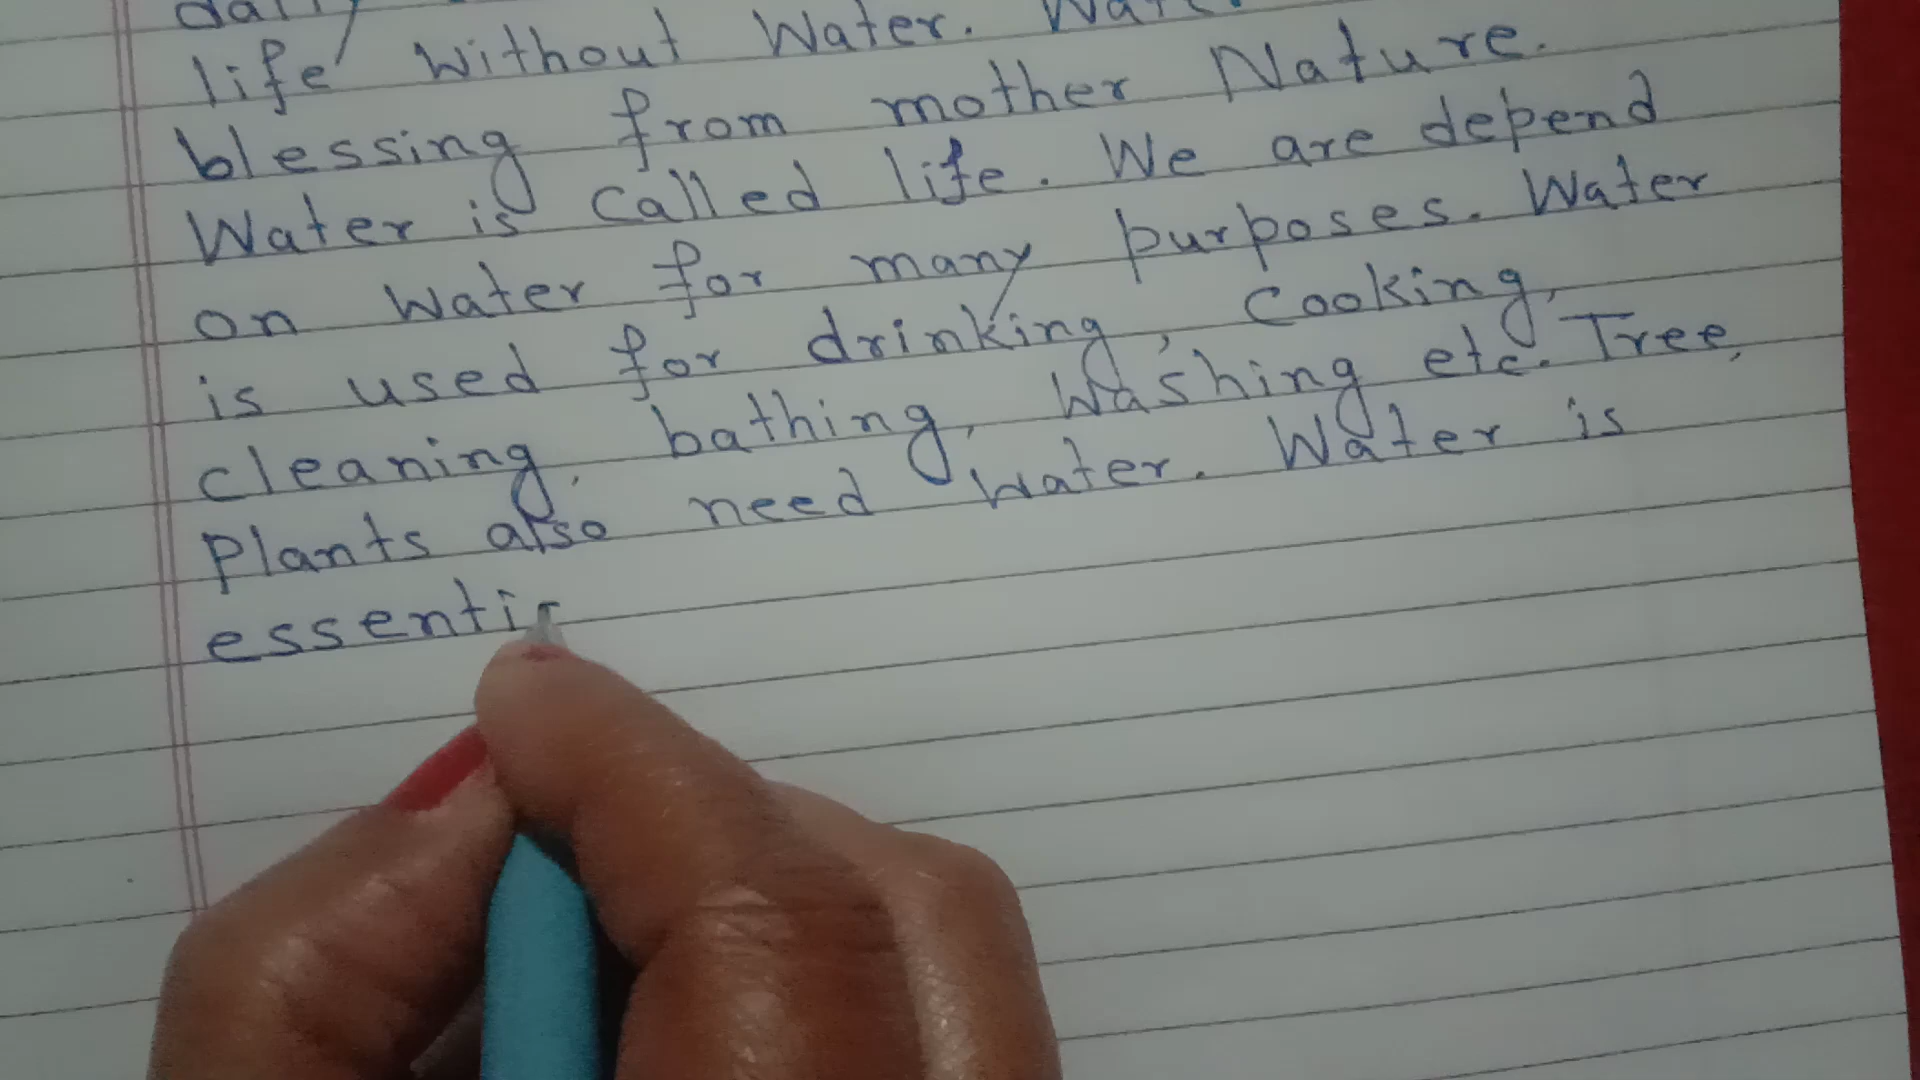 life without Water.
blessing from mother Nature.
Water is called life. We are depend
on water for many purposes. Water
is used for drinking, cooking,
cleaning, bathing, washing etc. Tree,
Plants also need water. Water is
essenti